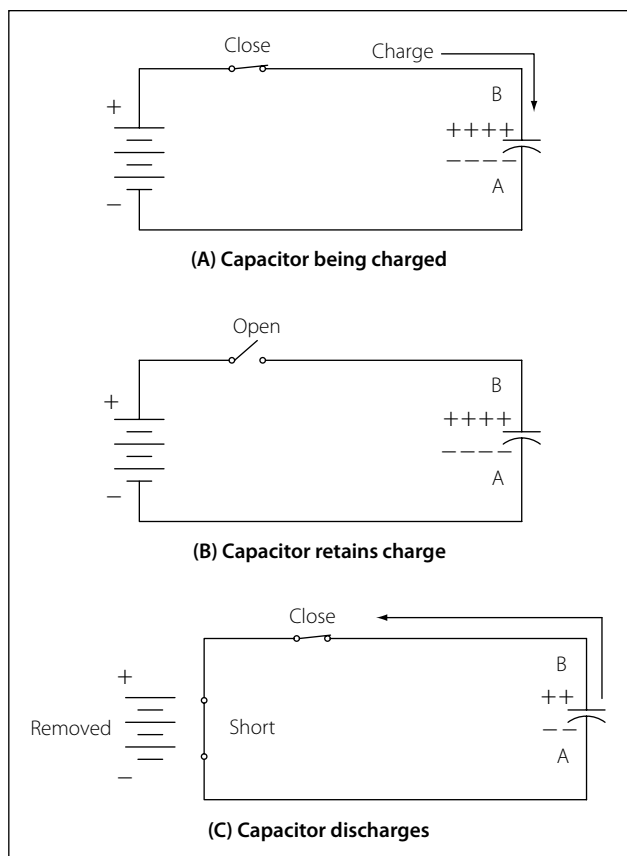 Close
Charge
B
+
++++
−−−−
−
A
(A) Capacitor being charged
Open
B
+
++++
−−−−
−
A
(B) Capacitor retains charge
Close
B
+
++
Removed
Short
−−
A
−
(C) Capacitor discharges